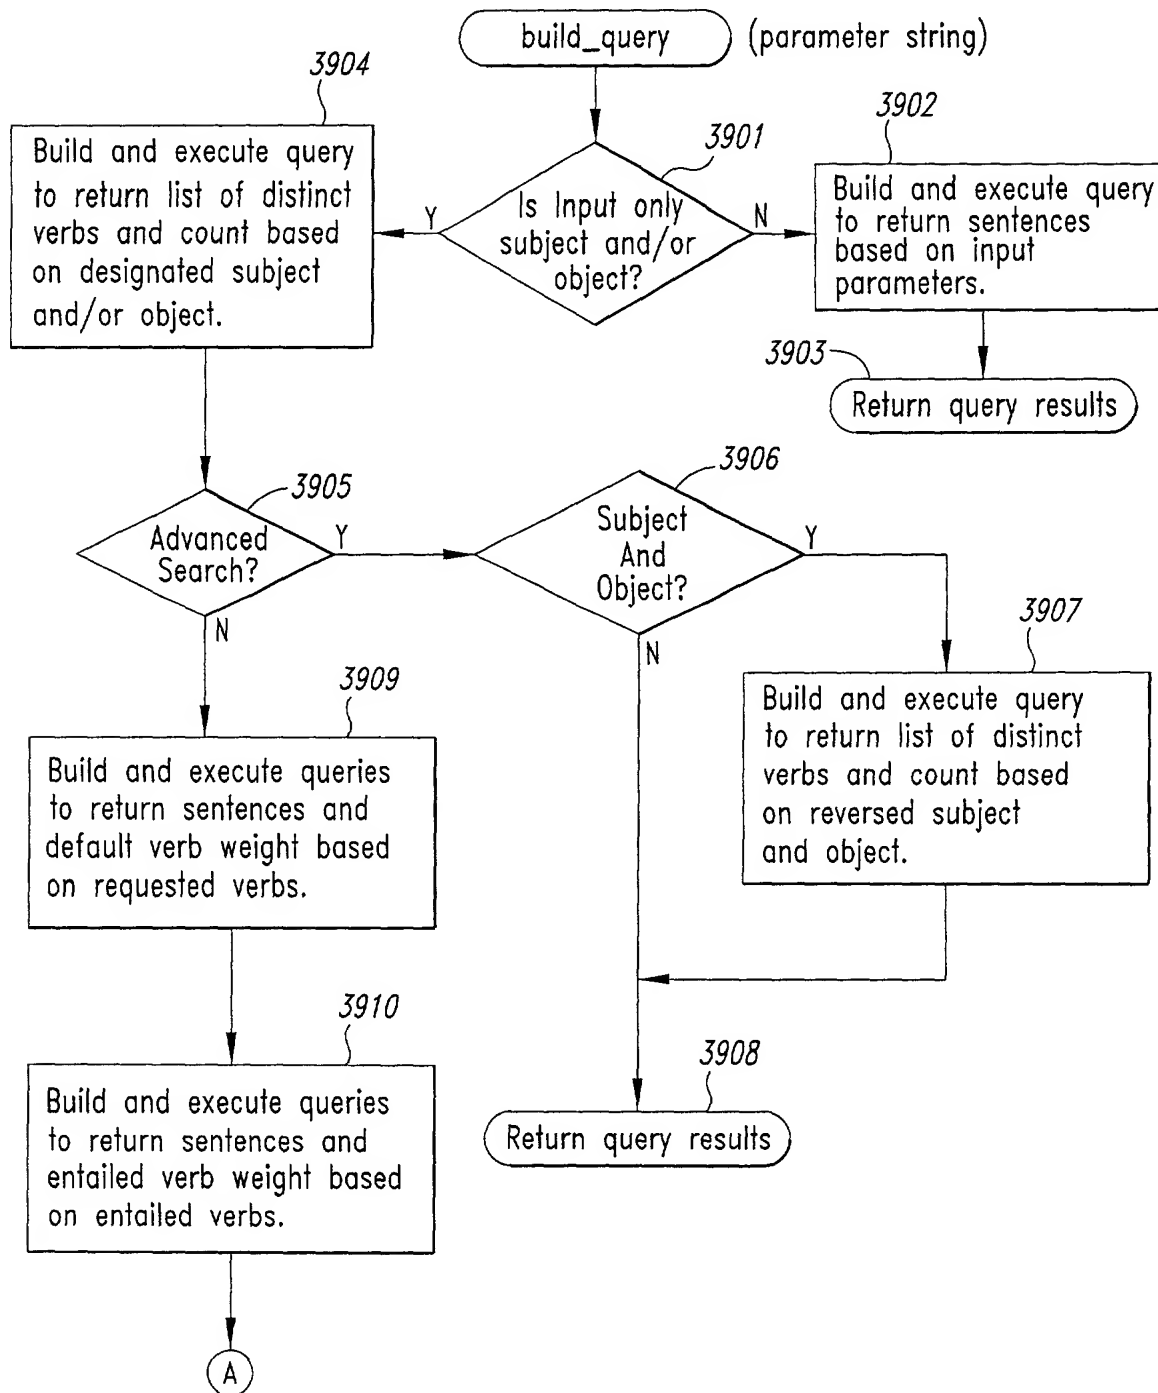 build_query (parameter string)
3904
Build and execute query
to return list of distinct
verbs and count based
on designated subject
and/or object.
3901
Is Input only
subject and/or
object?
Y
N
3902
Build and execute query
to return sentences
based on input
parameters.
3903
Return query results
3905
Advanced
Search?
Y
N
3906
Subject
And
Object?
Y
N
3907
Build and execute query
to return list of distinct
verbs and count based
on reversed subject
and object.
3909
Build and execute queries
to return sentences and
default verb weight based
on requested verbs.
3910
Build and execute queries
to return sentences and
entailed verb weight based
on entailed verbs.
3908
Return query results
A